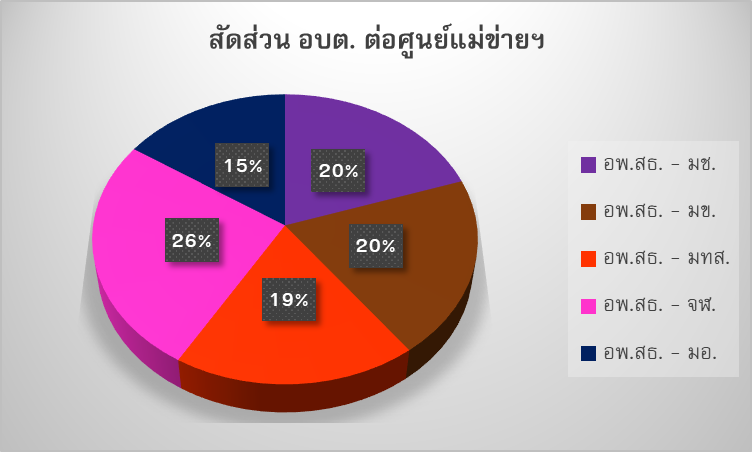 สัดส่วน อบต. ต่อศูนย์แม่ข่ายฯ
15%
20%
26%
20%
19%
อพ.สธ. - มช.
อพ.สธ. - มข.
อพ.สธ. - มทส.
อพ.สธ. - จฬ.
อพ.สธ. - มอ.